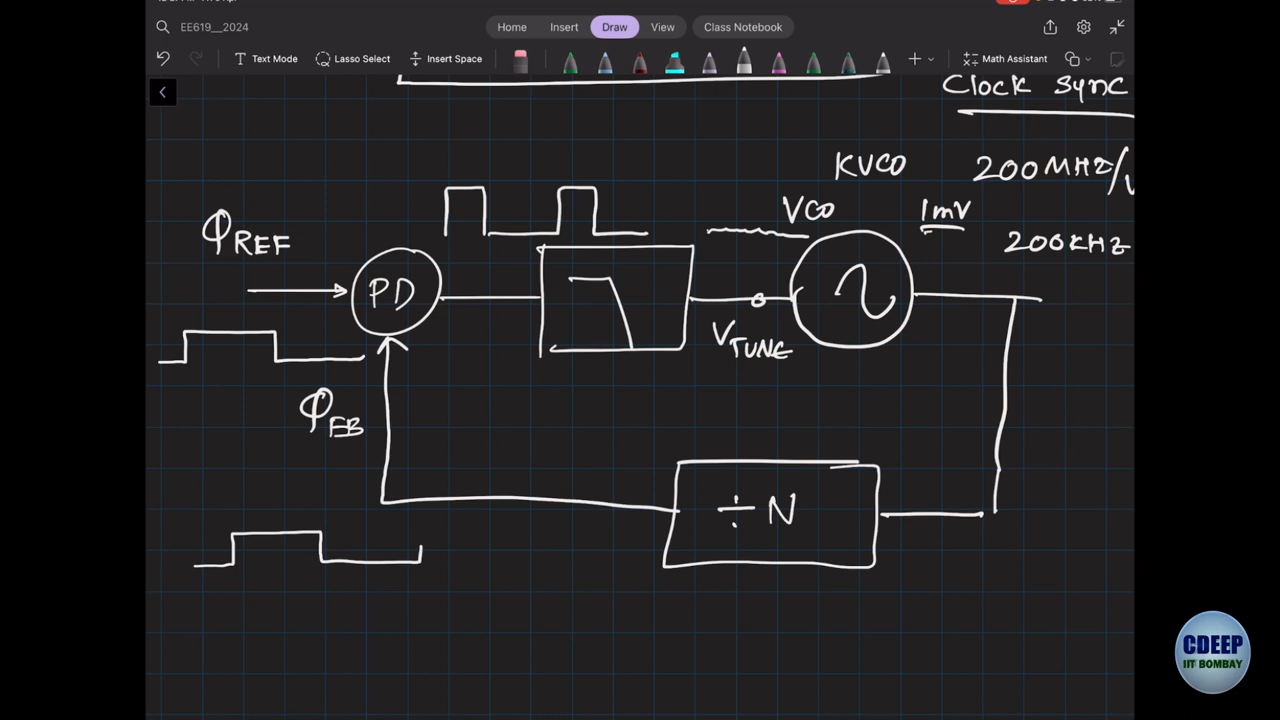 EE619__2024
Home Insert Draw View Class Notebook
Text Mode Lasso Select Insert Space Math Assistant
Clock Sync
KVCO 200MHz/V
VCO 1mV
φREF 200KHz
PD
VTUNE
φFB
÷N
CDEEP
IIT BOMBAY